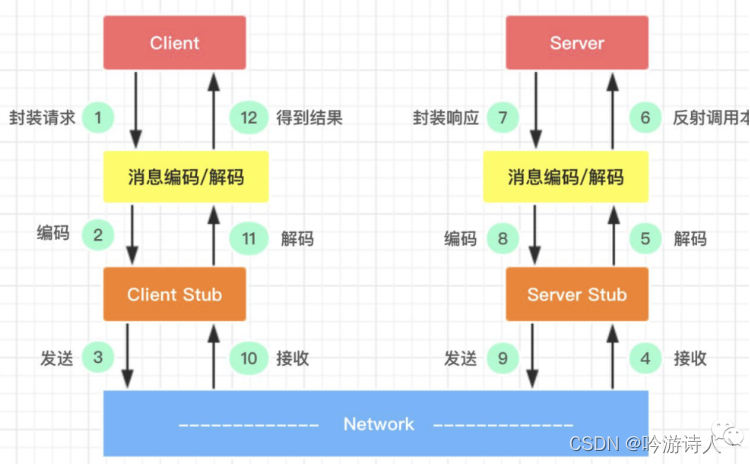 Client
Server
封装请求 1
12 得到结果
封装响应 7
6 反射调用本
消息编码/解码
消息编码/解码
编码 2
11 解码
编码 8
5 解码
Client Stub
Server Stub
发送 3
10 接收
发送 9
4 接收
Network
CSDN @吟游诗人